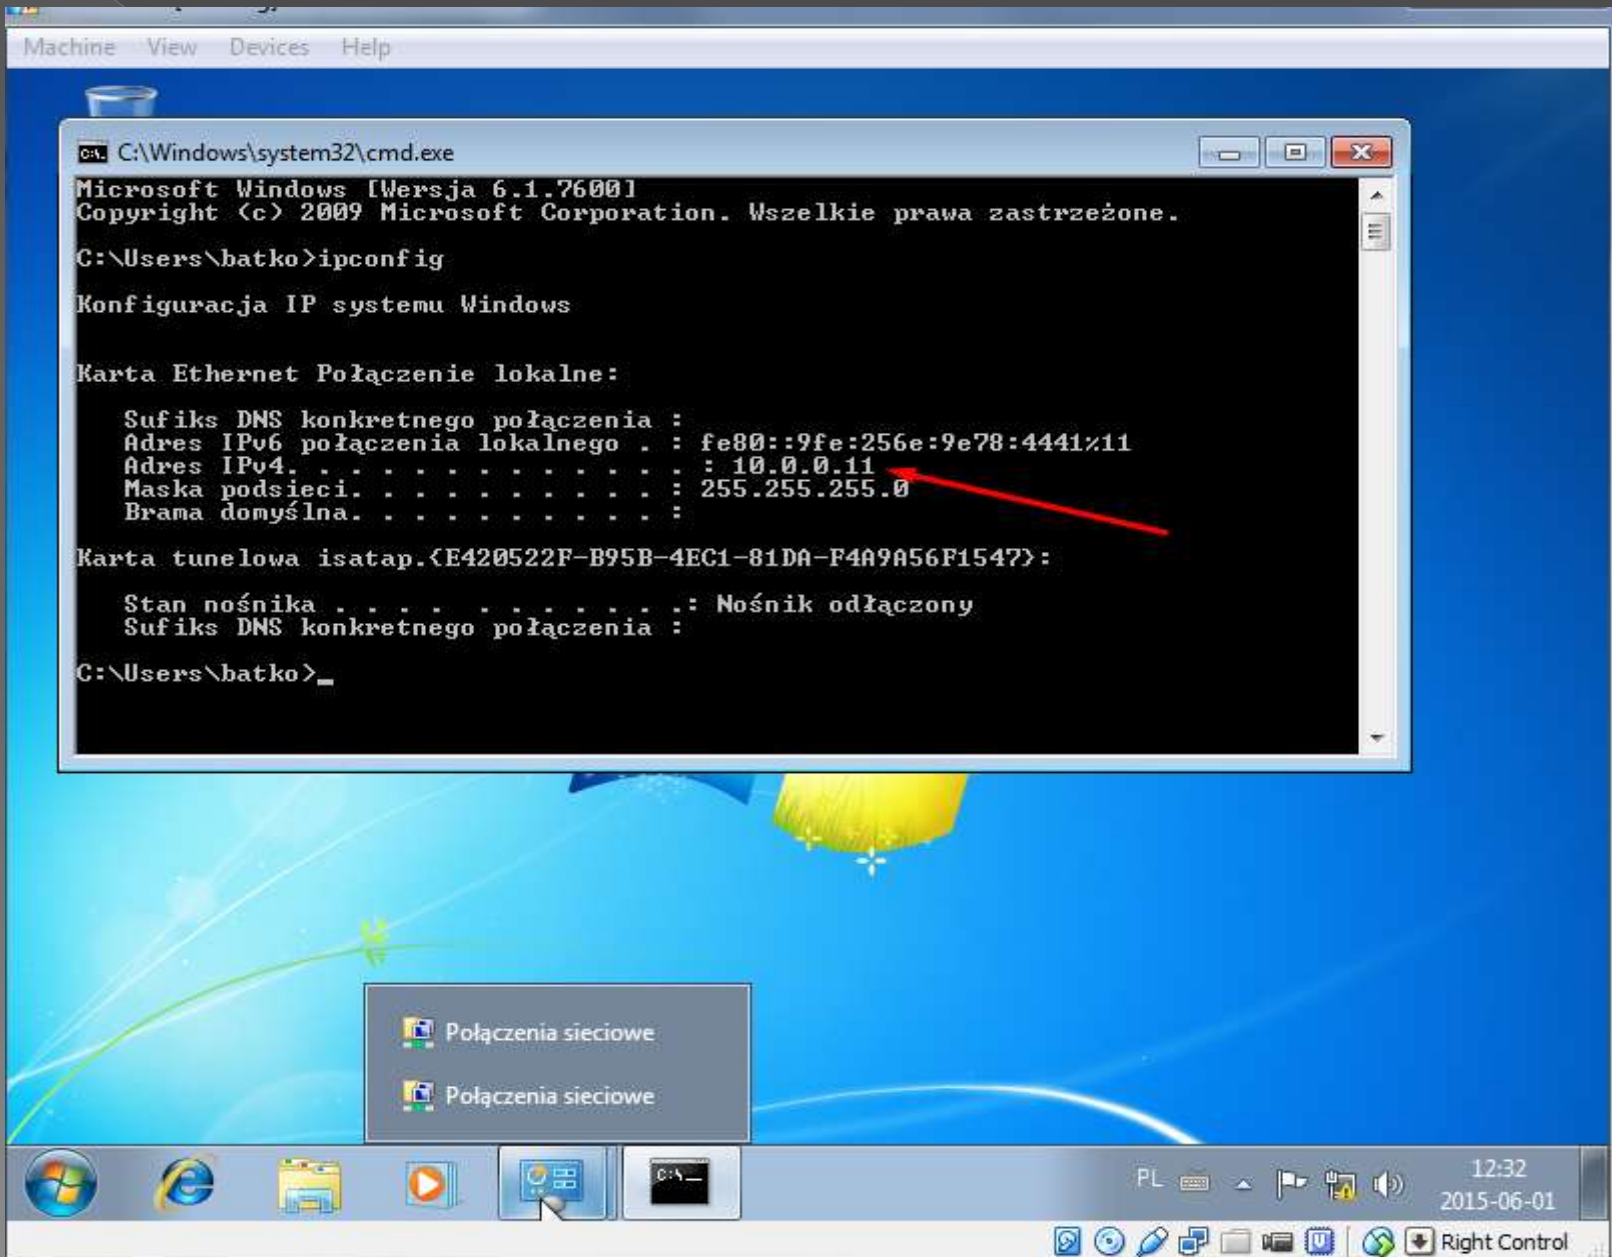 Machine View Devices Help
C:\Windows\system32\cmd.exe
Microsoft Windows [Wersja 6.1.7600]
Copyright (c) 2009 Microsoft Corporation. Wszelkie prawa zastrzeżone.
C:\Users\batko>ipconfig
Konfiguracja IP systemu Windows
Karta Ethernet Połączenie lokalne:
Sufiks DNS konkretnego połączenia :
Adres IPv6 połączenia lokalnego . : fe80::9fe:256e:9e78:4441%11
Adres IPv4. . . . . . . . . . . . . : 10.0.0.11
Maska podsieci. . . . . . . . . . : 255.255.255.0
Brama domyślna. . . . . . . . . . :
Karta tunelowa isatap.{E420522F-B95B-4EC1-81DA-F4A9A56F1547}:
Stan nośnika . . . .  . . . . . . .: Nośnik odłączony
Sufiks DNS konkretnego połączenia :
C:\Users\batko>_
Połączenia sieciowe
Połączenia sieciowe
C:\_
PL
12:32
2015-06-01
Right Control